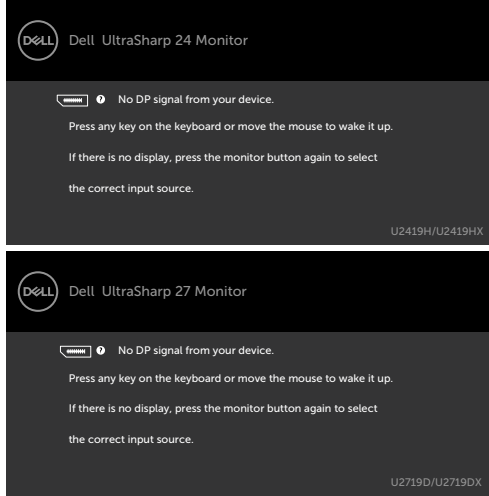 DELL Dell UltraSharp 24 Monitor
? No DP signal from your device.
Press any key on the keyboard or move the mouse to wake it up.
If there is no display, press the monitor button again to select
the correct input source.
U2419H/U2419HX
DELL Dell UltraSharp 27 Monitor
? No DP signal from your device.
Press any key on the keyboard or move the mouse to wake it up.
If there is no display, press the monitor button again to select
the correct input source.
U2719D/U2719DX